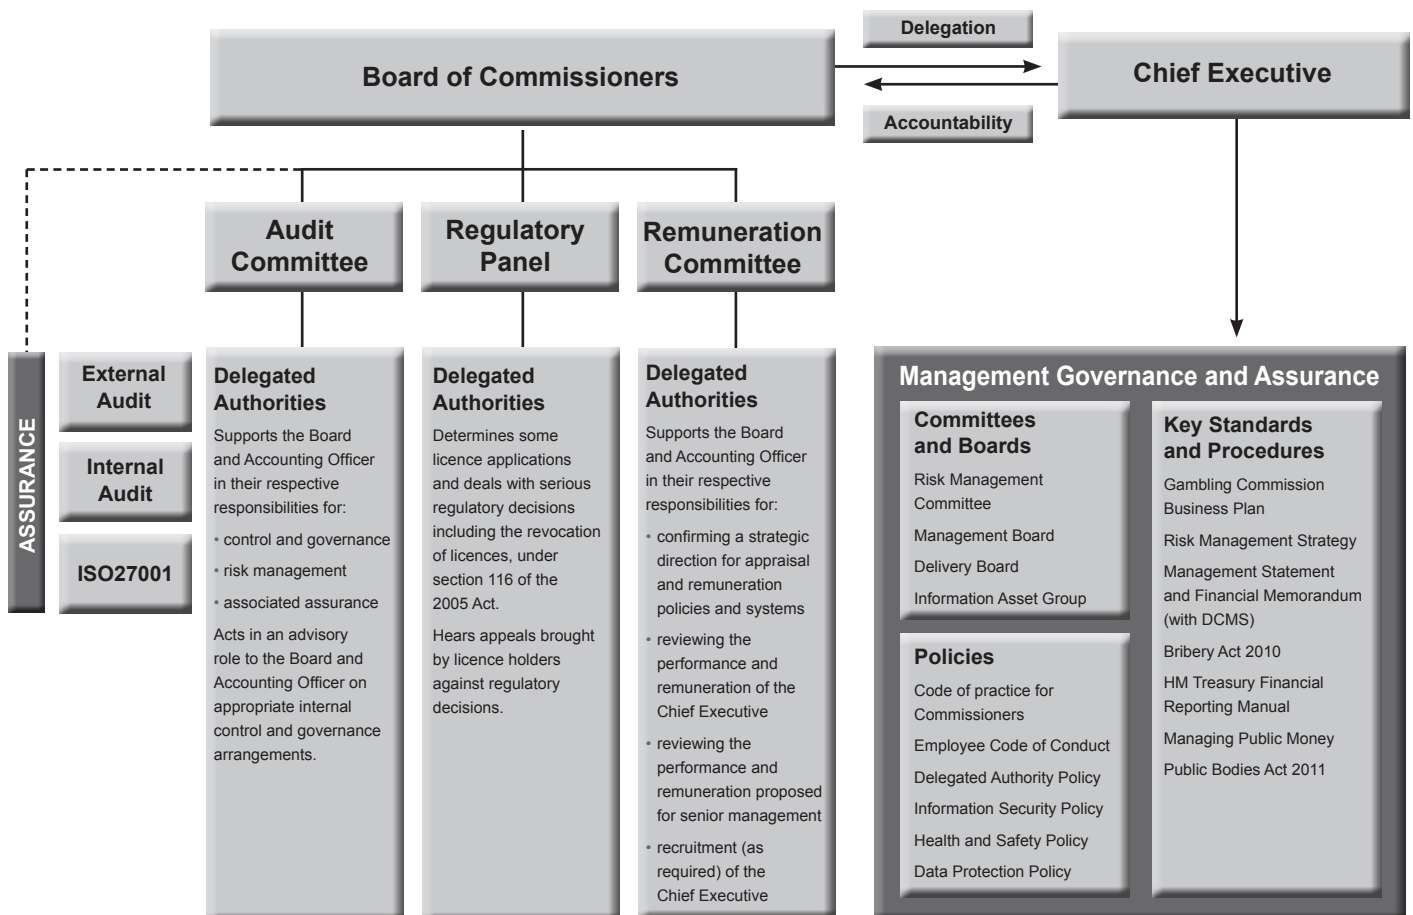 Delegation
Board of Commissioners
Chief Executive
Accountability
Audit
Committee
Regulatory
Panel
Remuneration
Committee
ASSURANCE
External
Audit
Internal
Audit
ISO27001
Delegated
Authorities
Supports the Board
and Accounting Officer
in their respective
responsibilities for:
• control and governance
• risk management
• associated assurance
Acts in an advisory
role to the Board and
Accounting Officer on
appropriate internal
control and governance
arrangements.
Delegated
Authorities
Determines some
licence applications
and deals with serious
regulatory decisions
including the revocation
of licences, under
section 116 of the
2005 Act.
Hears appeals brought
by licence holders
against regulatory
decisions.
Delegated
Authorities
Supports the Board
and Accounting Officer
in their respective
responsibilities for:
• confirming a strategic
direction for appraisal
and remuneration
policies and systems
• reviewing the
performance and
remuneration of the
Chief Executive
• reviewing the
performance and
remuneration proposed
for senior management
• recruitment (as
required) of the
Chief Executive
Management Governance and Assurance
Committees
and Boards
Risk Management
Committee
Management Board
Delivery Board
Information Asset Group
Policies
Code of practice for
Commissioners
Employee Code of Conduct
Delegated Authority Policy
Information Security Policy
Health and Safety Policy
Data Protection Policy
Key Standards
and Procedures
Gambling Commission
Business Plan
Risk Management Strategy
Management Statement
and Financial Memorandum
(with DCMS)
Bribery Act 2010
HM Treasury Financial
Reporting Manual
Managing Public Money
Public Bodies Act 2011